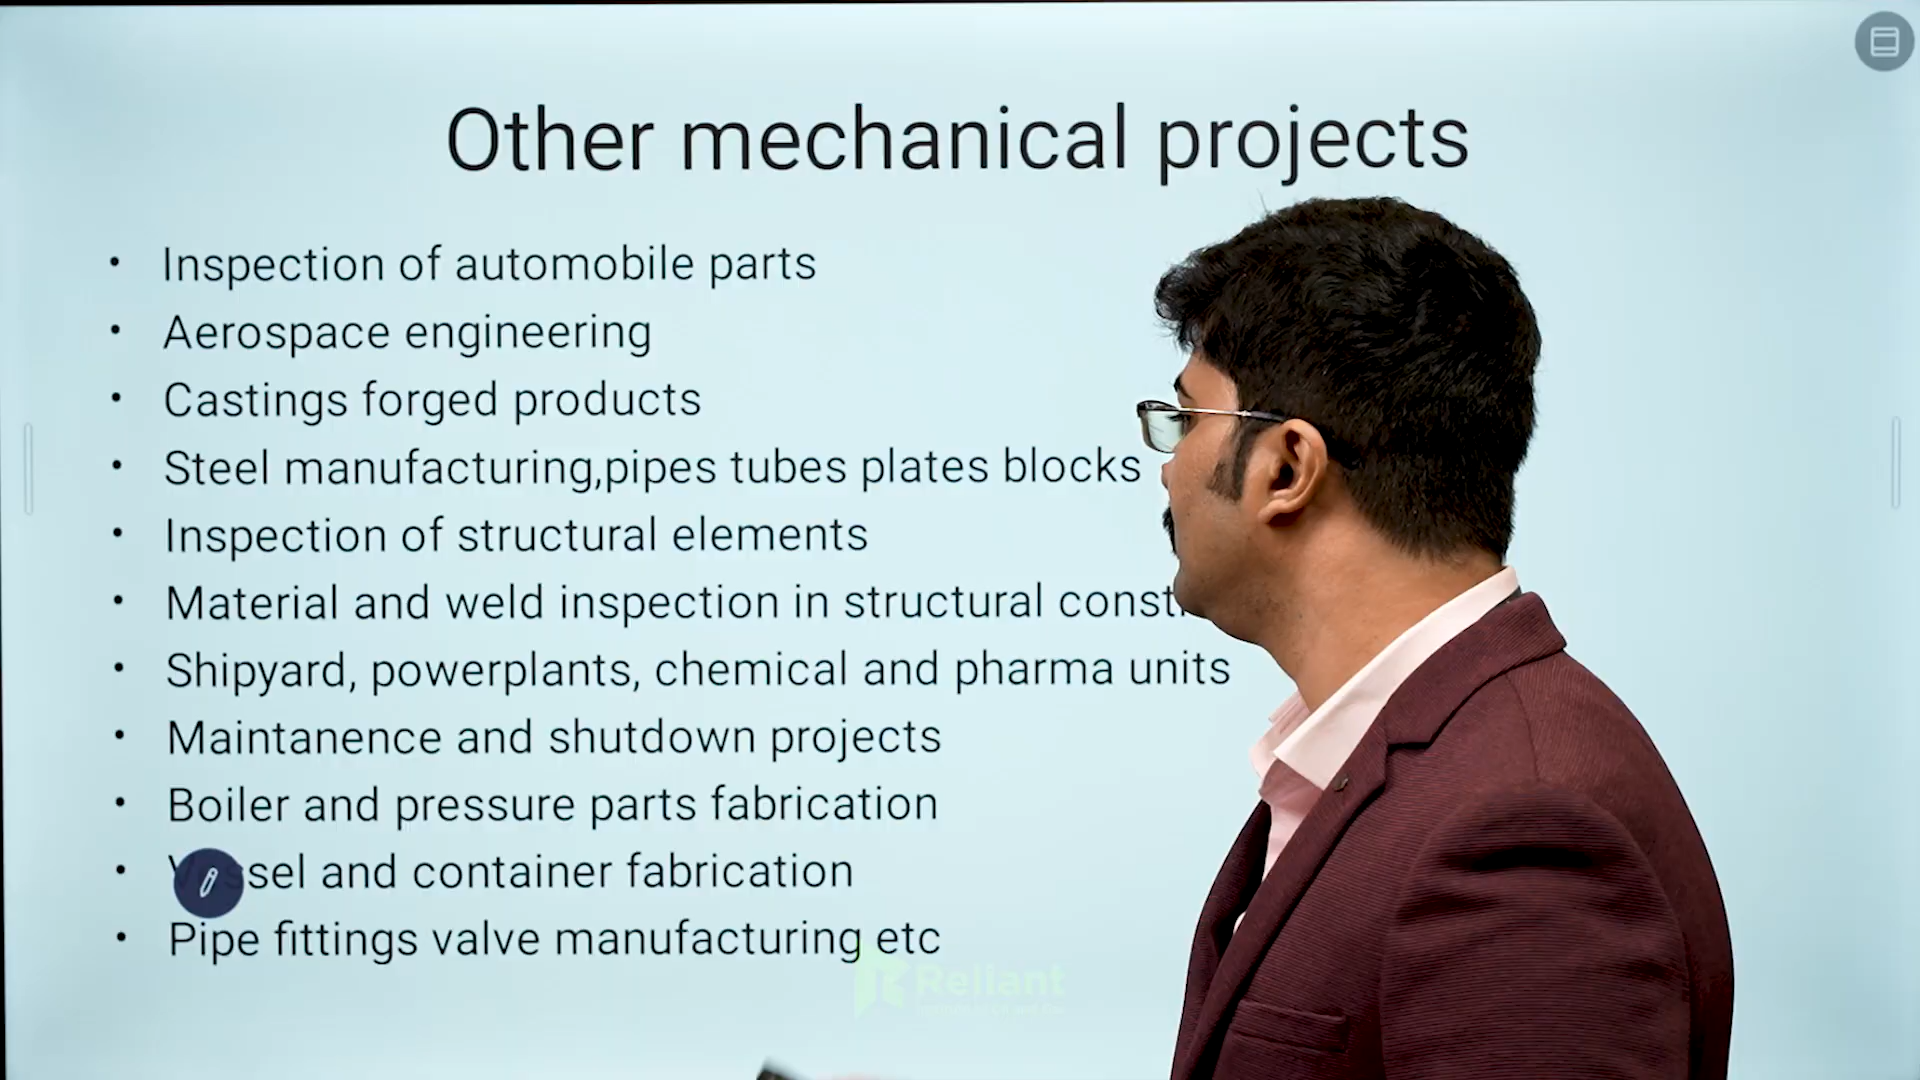 Other mechanical projects
• Inspection of automobile parts
• Aerospace engineering
• Castings forged products
• Steel manufacturing,pipes tubes plates blocks
• Inspection of structural elements
• Material and weld inspection in structural
• Shipyard, powerplants, chemical and pharma units
• Maintanence and shutdown projects
• Boiler and pressure parts fabrication
• and container fabrication
• Pipe fittings valve manufacturing etc
Reliant